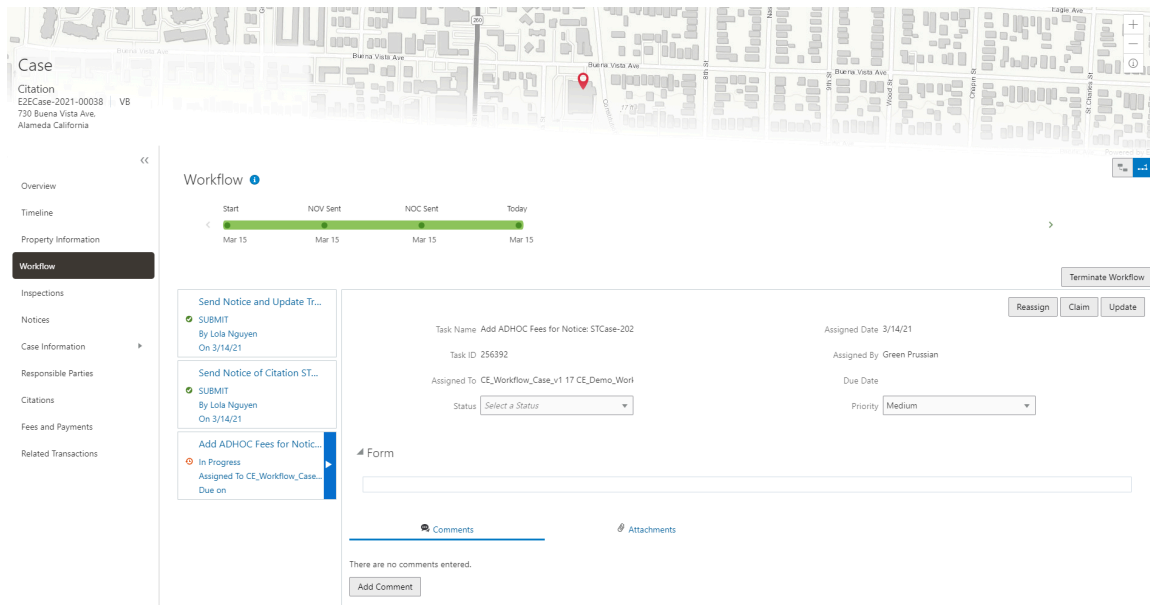 Eagle Ave
260
Buena Vista Ave
Buena Vista Ave
Buena Vista Ave
Buena Vista Ave
8th St
9th St
Wood St
Chapin St
St Charles St
Case
Citation
E2ECase-2021-00038 | VB
730 Buena Vista Ave,
Alameda California
Overview
Timeline
Property Information
Workflow
Inspections
Notices
Case Information
Responsible Parties
Citations
Fees and Payments
Related Transactions
Workflow
Start NOV Sent NOC Sent Today
Mar 15 Mar 15 Mar 15 Mar 15
Terminate Workflow
Send Notice and Update Tr...
SUBMIT
By Lola Nguyen
On 3/14/21
Send Notice of Citation ST...
SUBMIT
By Lola Nguyen
On 3/14/21
Add ADHOC Fees for Notic...
In Progress
Assigned To CE_Workflow_Case...
Due on
Reassign Claim Update
Task Name Add ADHOC Fees for Notice: STCase-202 Assigned Date 3/14/21
Task ID 256392 Assigned By Green Prussian
Assigned To CE_Workflow_Case_v1 17 CE_Demo_Work Due Date
Status Select a Status Priority Medium
Form
Comments Attachments
There are no comments entered.
Add Comment